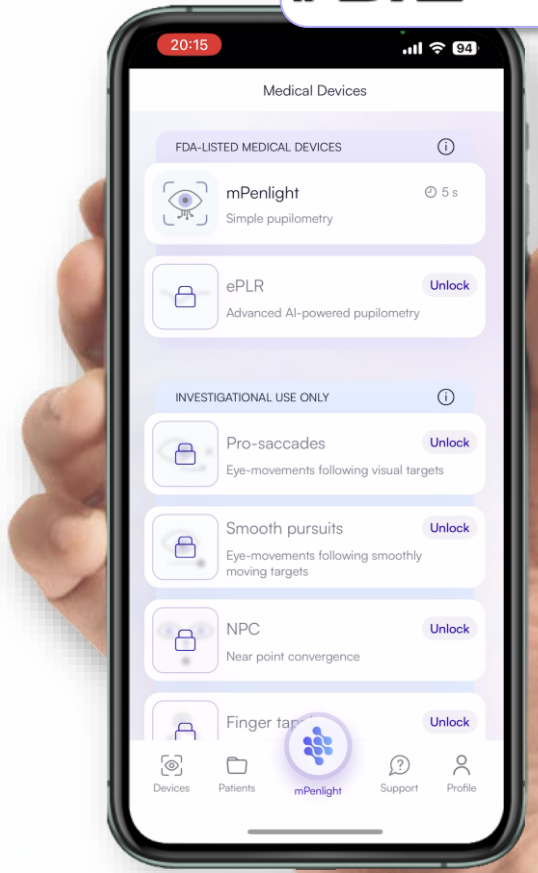 20:15
94
Medical Devices
FDA-LISTED MEDICAL DEVICES
mPenlight
5 s
Simple pupilometry
ePLR
Unlock
Advanced AI-powered pupilometry
INVESTIGATIONAL USE ONLY
Pro-saccades
Unlock
Eye-movements following visual targets
Smooth pursuits
Unlock
Eye-movements following smoothly
moving targets
NPC
Unlock
Near point convergence
Finger
Unlock
Devices
Patients
mPenlight
Support
Profile